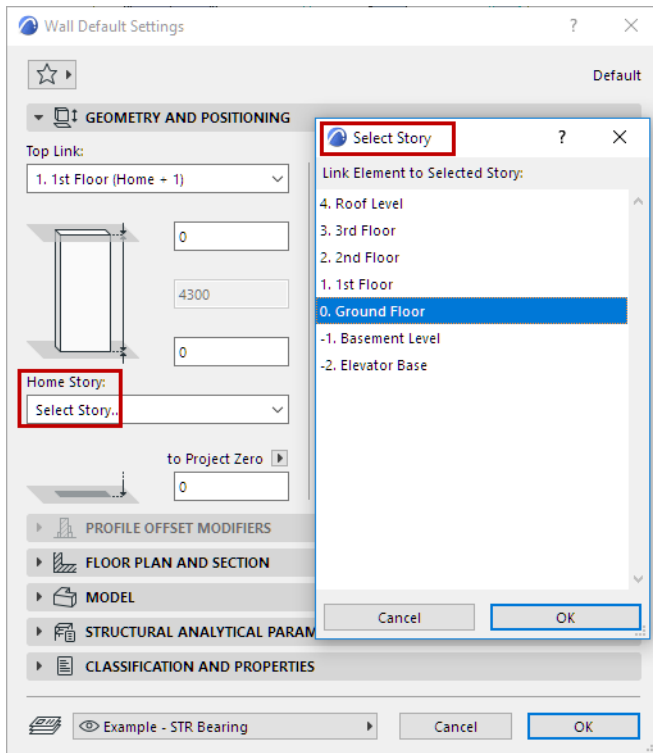 Wall Default Settings
?
Default
GEOMETRY AND POSITIONING
Top Link:
1. 1st Floor (Home + 1)
0
4300
0
Home Story:
Select Story..
to Project Zero
0
PROFILE OFFSET MODIFIERS
FLOOR PLAN AND SECTION
MODEL
STRUCTURAL ANALYTICAL PARAM
CLASSIFICATION AND PROPERTIES
Example - STR Bearing
Cancel
OK
Select Story
?
Link Element to Selected Story:
4. Roof Level
3. 3rd Floor
2. 2nd Floor
1. 1st Floor
0. Ground Floor
-1. Basement Level
-2. Elevator Base
Cancel
OK